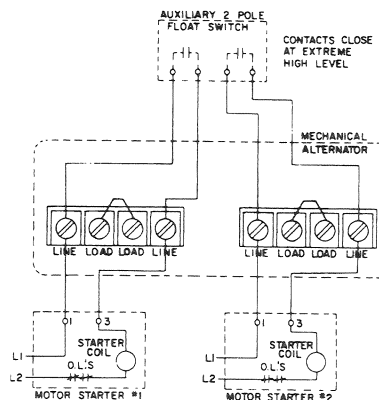 AUXILIARY 2 POLE
FLOAT SWITCH
CONTACTS CLOSE
AT EXTREME
HIGH LEVEL
MECHANICAL
ALTERNATOR
LINE LOAD LOAD LINE
LINE LOAD LOAD LINE
1 3
1 3
STARTER
COIL
STARTER
COIL
L1
L1
O.L.'S
O.L.'S
L2
L2
MOTOR STARTER #1
MOTOR STARTER #2